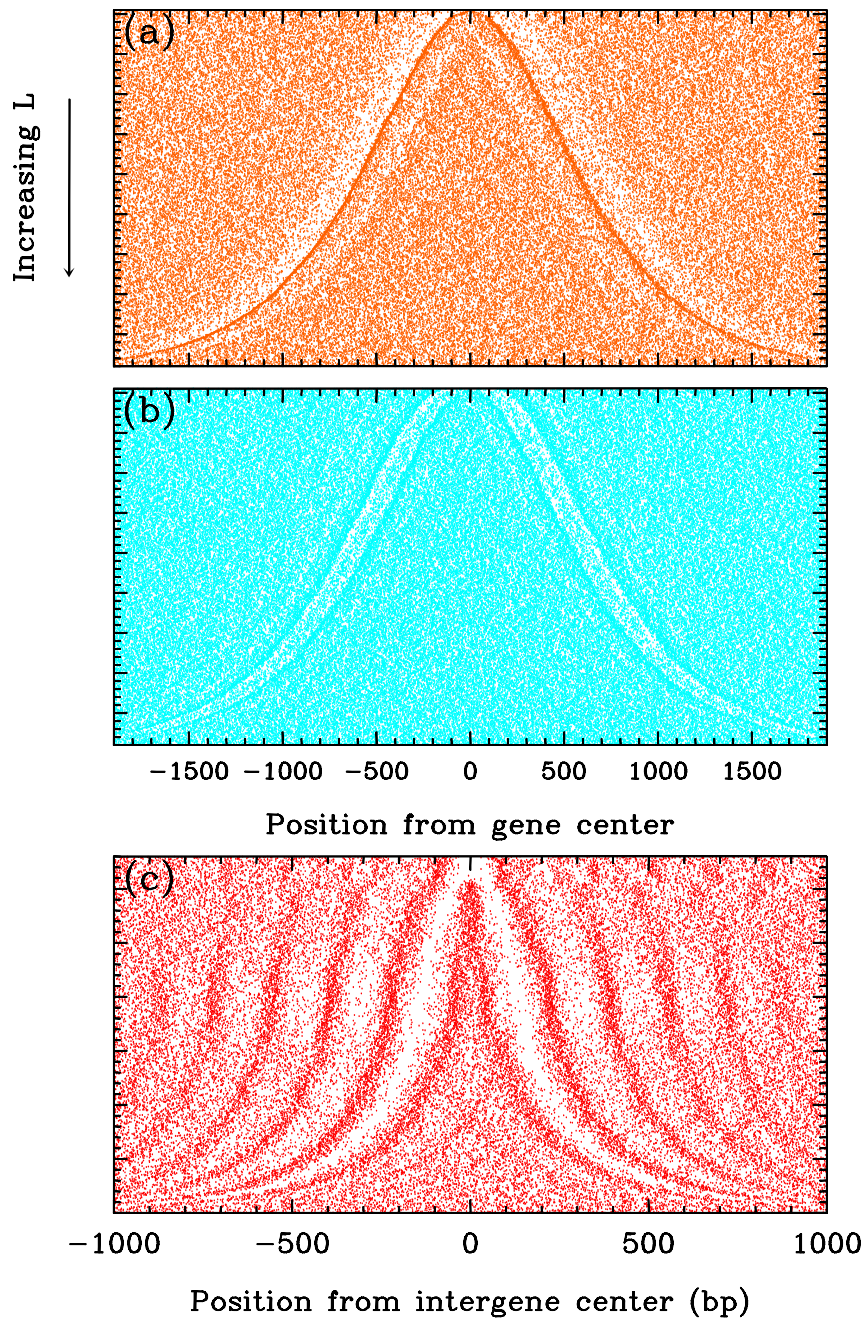 (a)
Increasing L
(b)
−1500 −1000 −500 0 500 1000 1500
Position from gene center
(c)
−1000 −500 0 500 1000
Position from intergene center (bp)